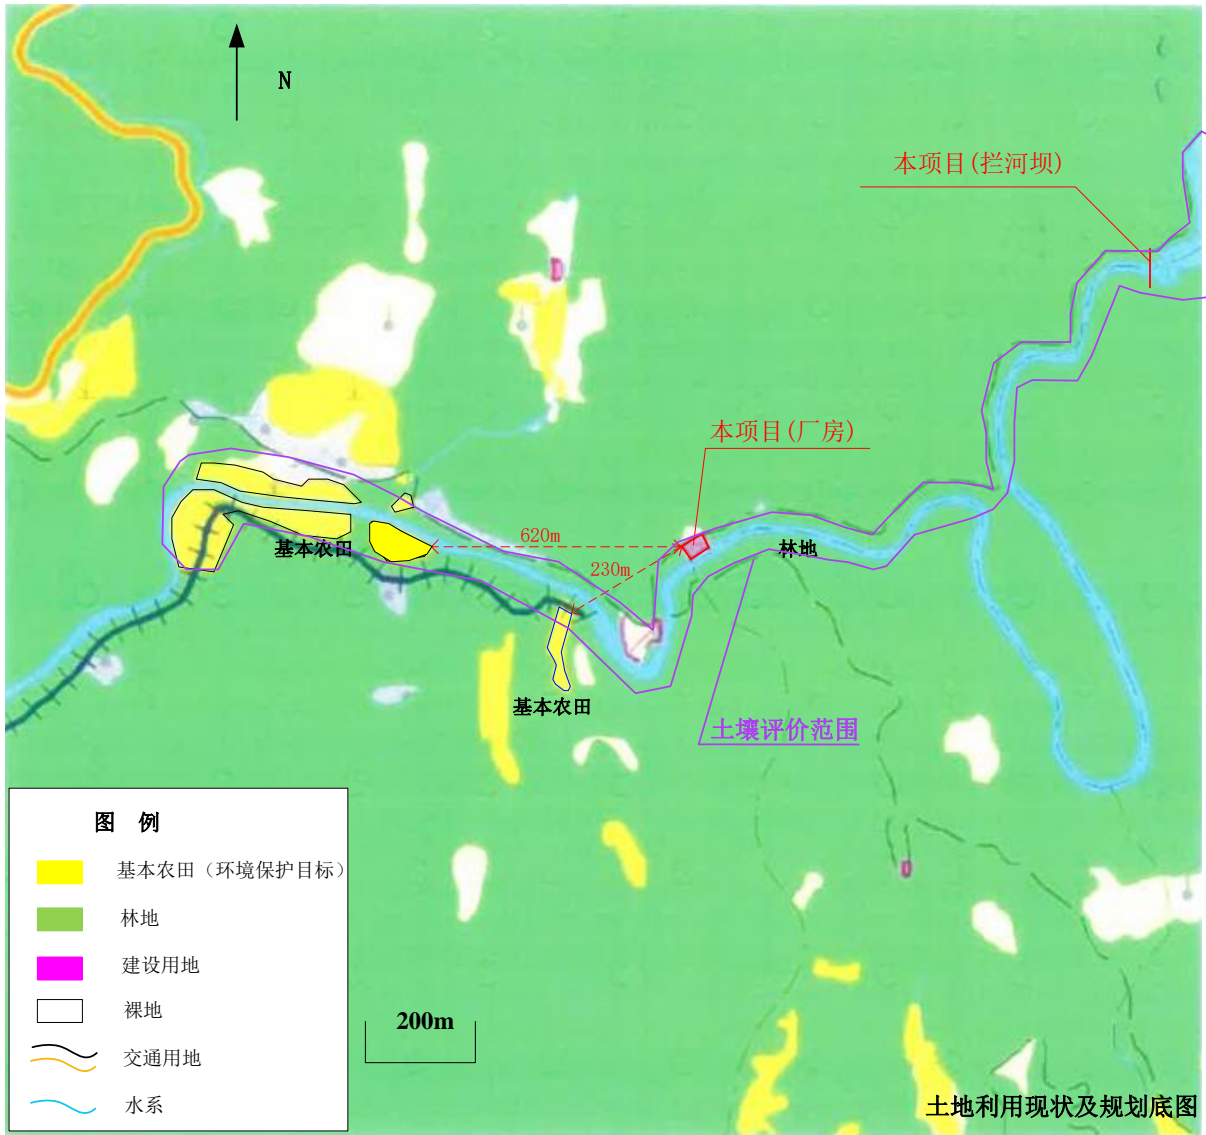 N
本项目(拦河坝)
本项目(厂房)
620m
基本农田
林地
230m
基本农田
土壤评价范围
图 例
基本农田（环境保护目标）
林地
建设用地
裸地
交通用地
水系
200m
土地利用现状及规划底图